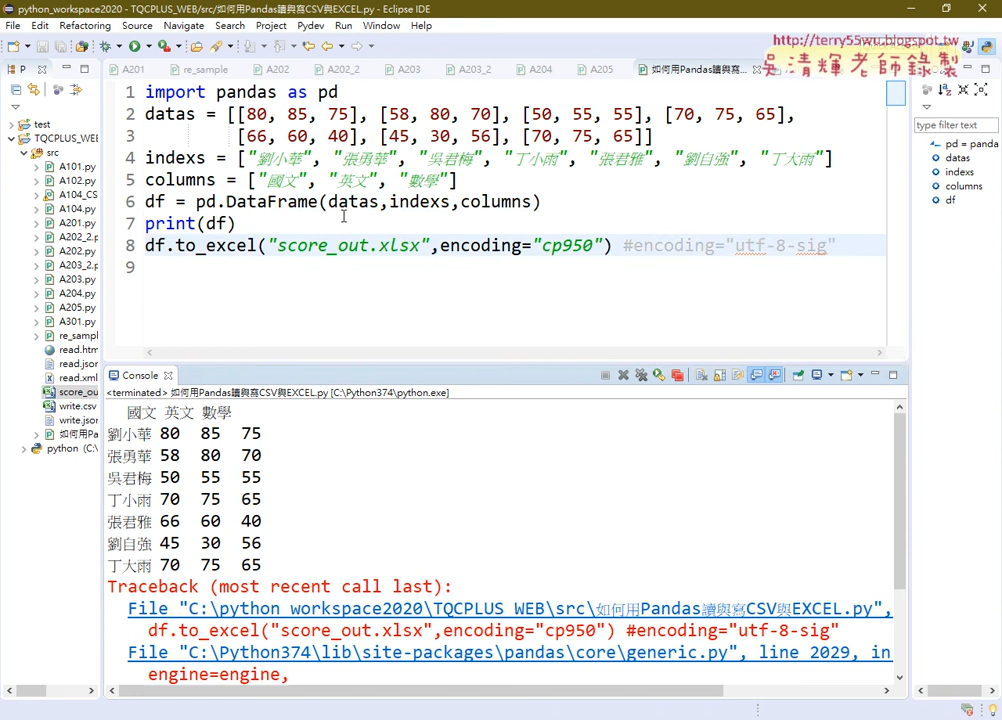 python_workspace2020 - TQCPLUS_WEB/src/如何用Pandas讀與寫CSV與EXCEL.py - Eclipse IDE
File Edit Refactoring Source Navigate Search Project Pydev Run Window Help
http://terry55wu.blogspot.tw
吳清輝老師錄製
P
A201 re_sample A202 A202_2 A203 A203_2 A204 A205 如何用Pandas讀與寫...
test
TQCPLUS_WE
src
A101.py
A102.py
A104_CS
A104.py
A201.py
A202_2.p
A202.py
A203_2.p
A203.py
A204.py
A205.py
A301.py
re_sampl
read.htm
read.json
read.xml
score_ou
write.csv
write.jso
如何用Pa
python (C:\
1 import pandas as pd
2 datas = [[80, 85, 75], [58, 80, 70], [50, 55, 55], [70, 75, 65],
3 [66, 60, 40], [45, 30, 56], [70, 75, 65]]
4 indexs = ["劉小華", "張勇華", "吳君梅", "丁小雨", "張君雅", "劉自強", "丁大雨"]
5 columns = ["國文", "英文", "數學"]
6 df = pd.DataFrame(datas,indexs,columns)
7 print(df)
8 df.to_excel("score_out.xlsx",encoding="cp950") #encoding="utf-8-sig"
9
type filter text
pd = panda
datas
indexs
columns
df
Console
<terminated> 如何用Pandas讀與寫CSV與EXCEL.py [C:\Python374\python.exe]
國文 英文 數學
劉小華 80 85 75
張勇華 58 80 70
吳君梅 50 55 55
丁小雨 70 75 65
張君雅 66 60 40
劉自強 45 30 56
丁大雨 70 75 65
Traceback (most recent call last):
File "C:\python_workspace2020\TQCPLUS_WEB\src\如何用Pandas讀與寫CSV與EXCEL.py",
df.to_excel("score_out.xlsx",encoding="cp950") #encoding="utf-8-sig"
File "C:\Python374\lib\site-packages\pandas\core\generic.py", line 2029, in
engine=engine,